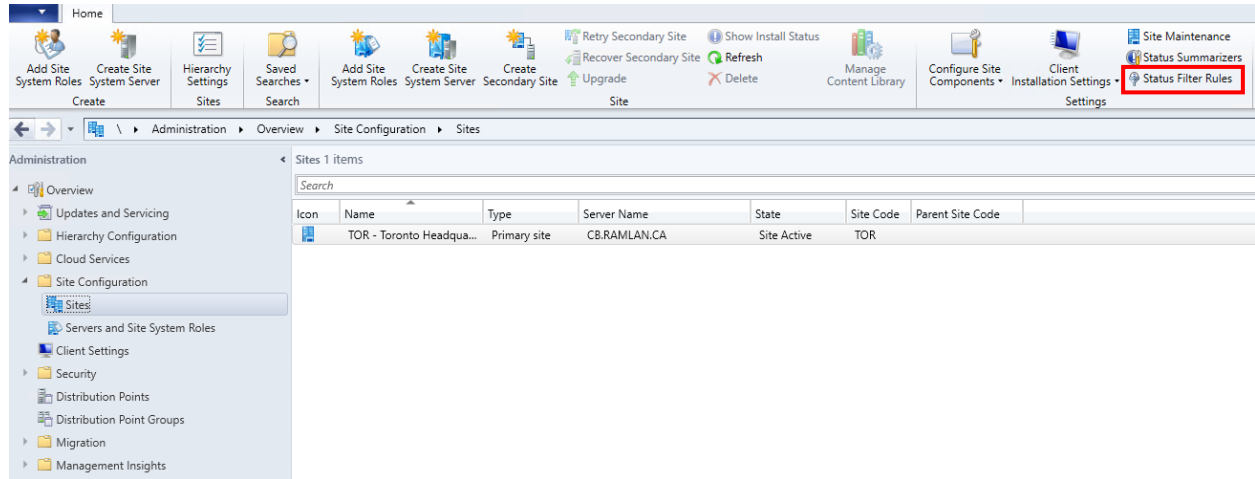 Home
Add Site
System Roles
Create Site
System Server
Create
Hierarchy
Settings
Sites
Saved
Searches
Search
Add Site
System Roles
Create Site
System Server
Create
Secondary Site
Retry Secondary Site
Recover Secondary Site
Upgrade
Show Install Status
Refresh
Delete
Manage
Content Library
Site
Configure Site
Components
Client
Installation Settings
Site Maintenance
Status Summarizers
Status Filter Rules
Settings
\ Administration Overview Site Configuration Sites
Administration
Overview
Updates and Servicing
Hierarchy Configuration
Cloud Services
Site Configuration
Sites
Servers and Site System Roles
Client Settings
Security
Distribution Points
Distribution Point Groups
Migration
Management Insights
Sites 1 items
Search
Icon Name Type Server Name State Site Code Parent Site Code
TOR - Toronto Headqua... Primary site CB.RAMLAN.CA Site Active TOR